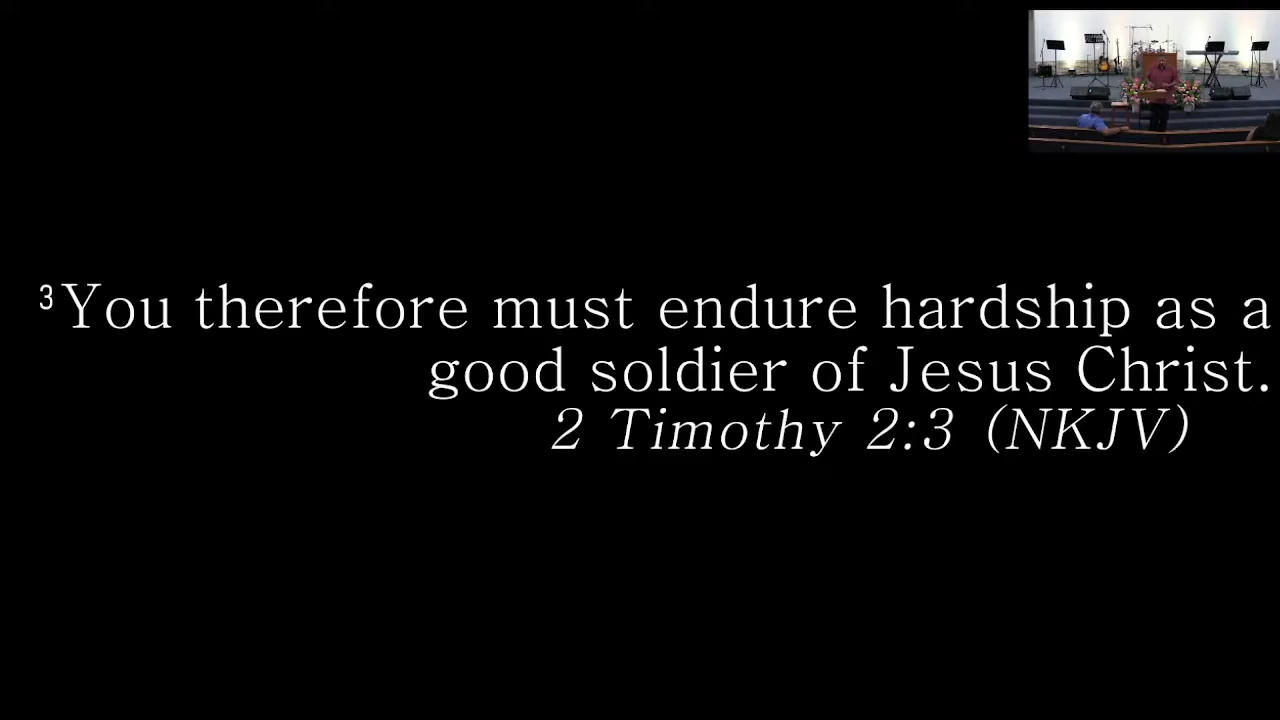 ³You therefore must endure hardship as a
good soldier of Jesus Christ.
2 Timothy 2:3 (NKJV)